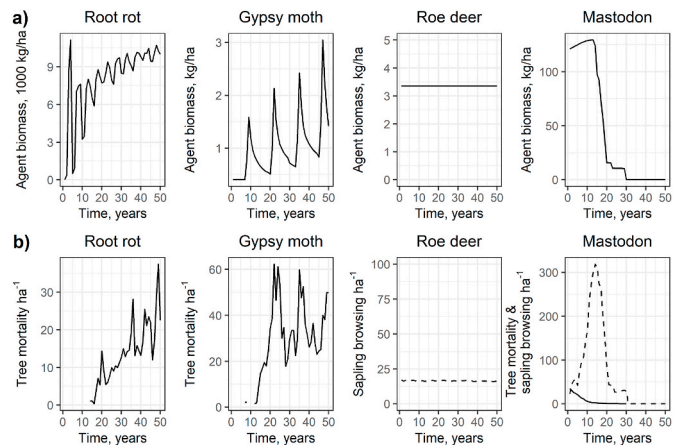 a)
Root rot
Gypsy moth
Roe deer
Mastodon
Agent biomass, 1000 kg/ha
9
6
3
0
0 10 20 30 40 50
Time, years
Agent biomass, kg/ha
3
2
1
0 10 20 30 40 50
Time, years
Agent biomass, kg/ha
5
4
3
2
1
0
0 10 20 30 40 50
Time, years
Agent biomass, kg/ha
100
50
0
0 10 20 30 40 50
Time, years
b)
Root rot
Gypsy moth
Roe deer
Mastodon
Tree mortality ha-1
30
20
10
0
0 10 20 30 40 50
Time, years
Tree mortality ha-1
60
40
20
0
0 10 20 30 40 50
Time, years
Sapling browsing ha-1
100
75
50
25
0
0 10 20 30 40 50
Time, years
Tree mortality &
sapling browsing ha-1
300
200
100
50
0
0 10 20 30 40 50
Time, years